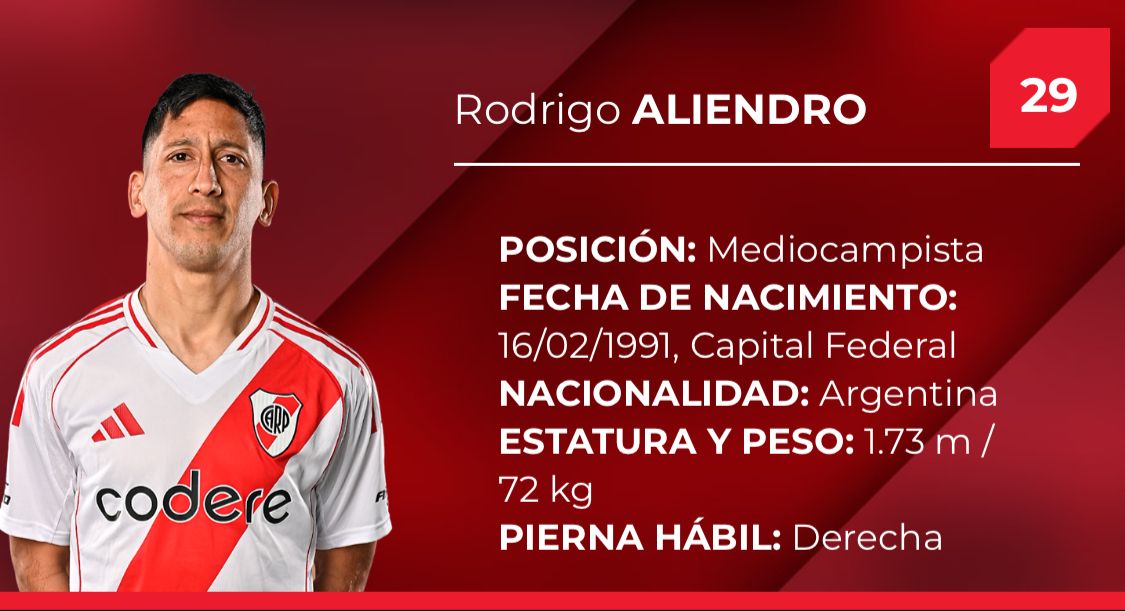 Rodrigo ALIENDRO
29
POSICIÓN: Mediocampista
FECHA DE NACIMIENTO:
16/02/1991, Capital Federal
NACIONALIDAD: Argentina
ESTATURA Y PESO: 1.73 m /
72 kg
PIERNA HÁBIL: Derecha
CARP
codere